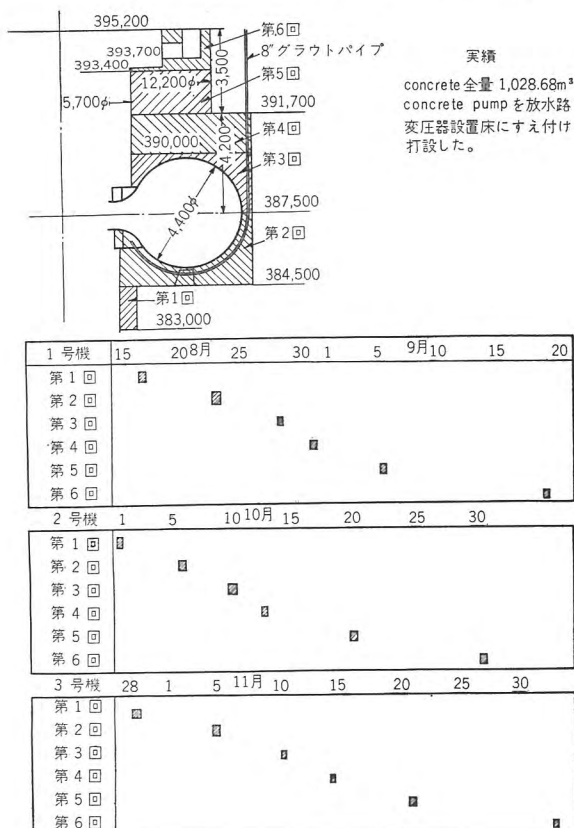 395,200
第6回
393,700
8″グラウトパイプ
393,400
3,500
12,200φ
第5回
5,700φ
391,700
4,200
第4回
390,000
第3回
4,400φ
387,500
第2回
384,500
第1回
383,000
実績
concrete全量 1,028.68m³
concrete pump を放水路
変圧器設置床にすえ付け
打設した。
1 号機 15 20 8月 25 30 1 5 9月 10 15 20
第 1 回
第 2 回
第 3 回
第 4 回
第 5 回
第 6 回
2 号機 1 5 10 10月 15 20 25 30
第 1 回
第 2 回
第 3 回
第 4 回
第 5 回
第 6 回
3 号機 28 1 5 11月 10 15 20 25 30
第 1 回
第 2 回
第 3 回
第 4 回
第 5 回
第 6 回